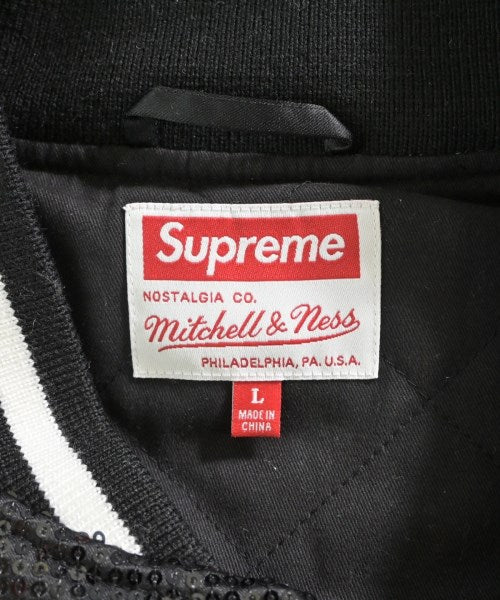 Supreme
NOSTALGIA CO.
Mitchell & Ness
PHILADELPHIA, PA. U.S.A.
L
MADE IN
CHINA